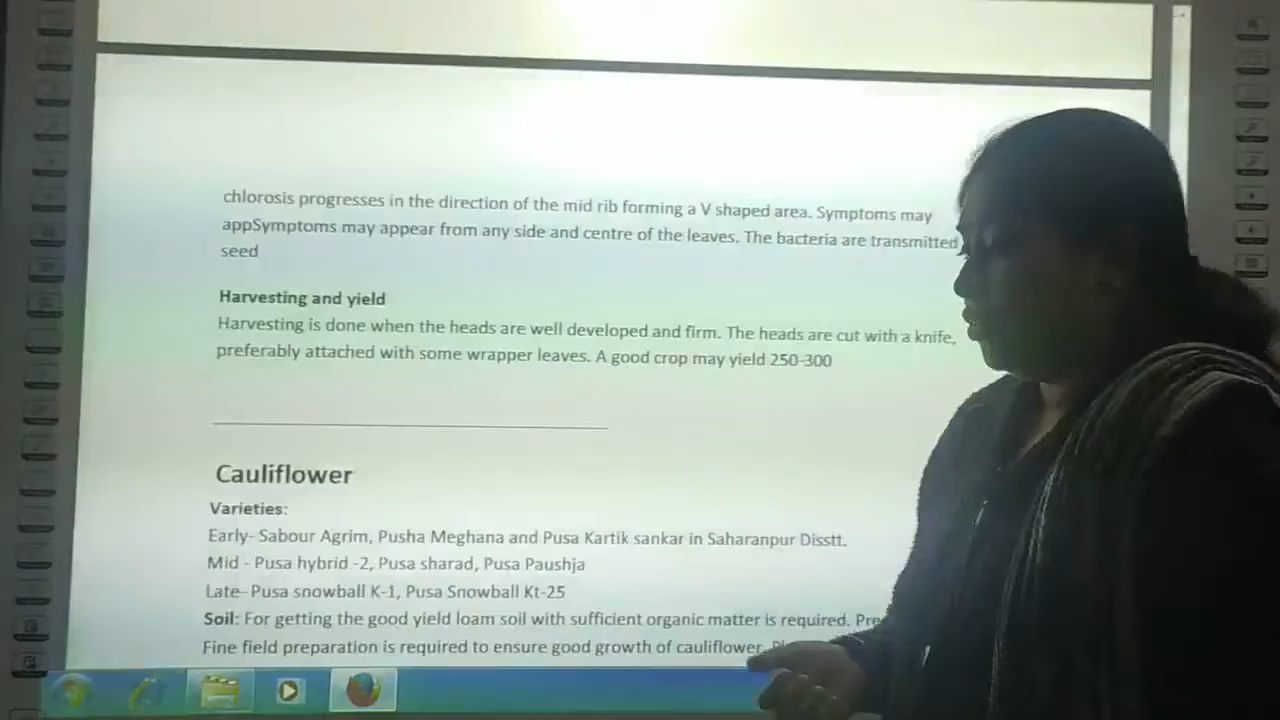 chlorosis progresses in the direction of the mid rib forming a V shaped area. Symptoms may
appSymptoms may appear from any side and centre of the leaves. The bacteria are transmitted
seed
Harvesting and yield
Harvesting is done when the heads are well developed and firm. The heads are cut with a knife,
preferably attached with some wrapper leaves. A good crop may yield 250-300
Cauliflower
Varieties:
Early- Sabour Agrim, Pusha Meghana and Pusa Kartik sankar in Saharanpur Disstt.
Mid - Pusa hybrid -2, Pusa sharad, Pusa Paushja
Late- Pusa snowball K-1, Pusa Snowball Kt-25
Soil: For getting the good yield loam soil with sufficient organic matter is required. Pre
Fine field preparation is required to ensure good growth of cauliflower.